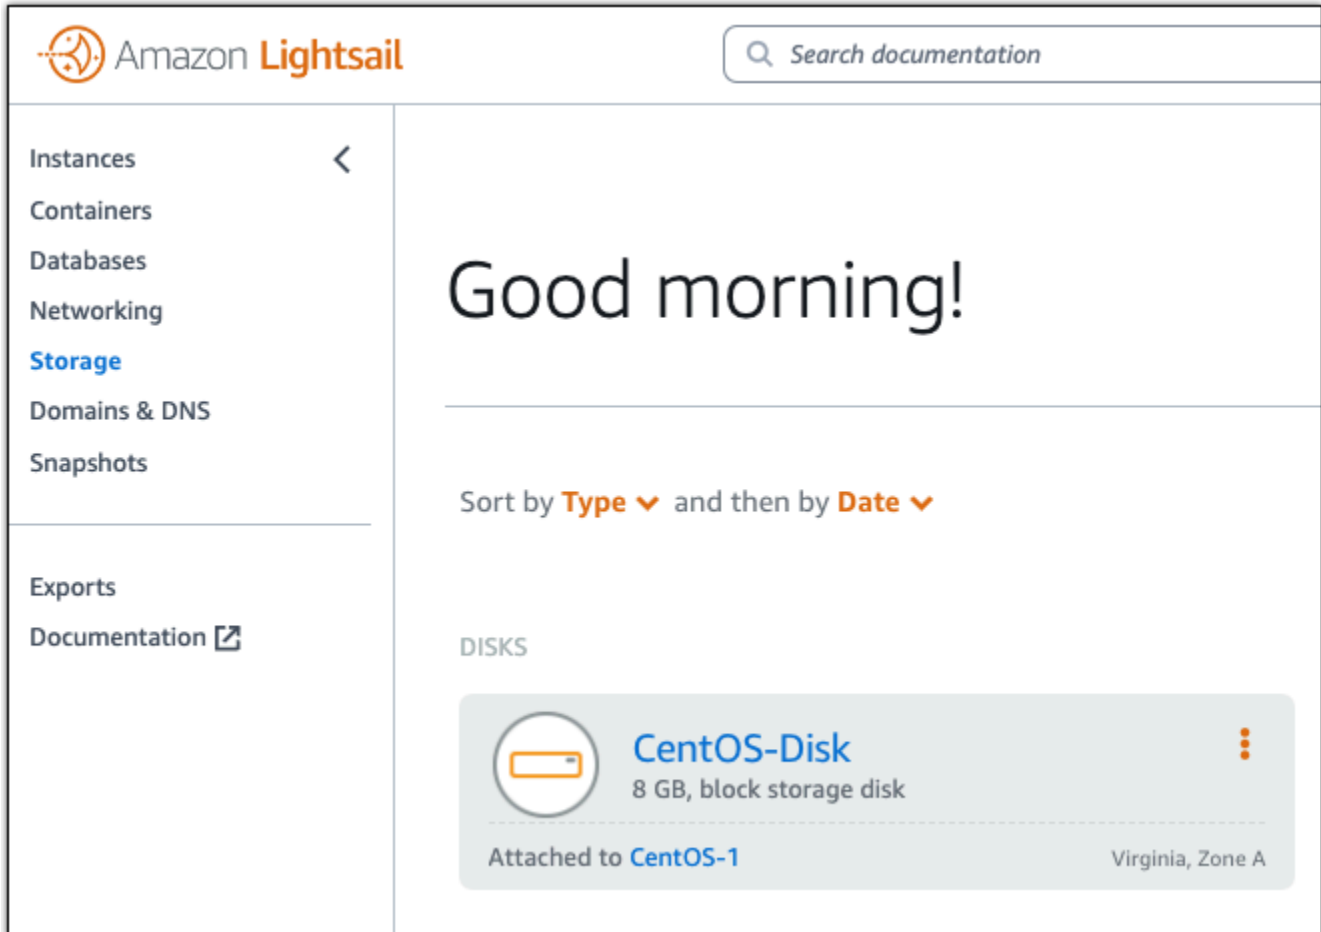 Amazon Lightsail
Search documentation
Instances
Containers
Databases
Networking
Storage
Domains & DNS
Snapshots
Exports
Documentation
Good morning!
Sort by Type and then by Date
DISKS
CentOS-Disk
8 GB, block storage disk
Attached to CentOS-1
Virginia, Zone A